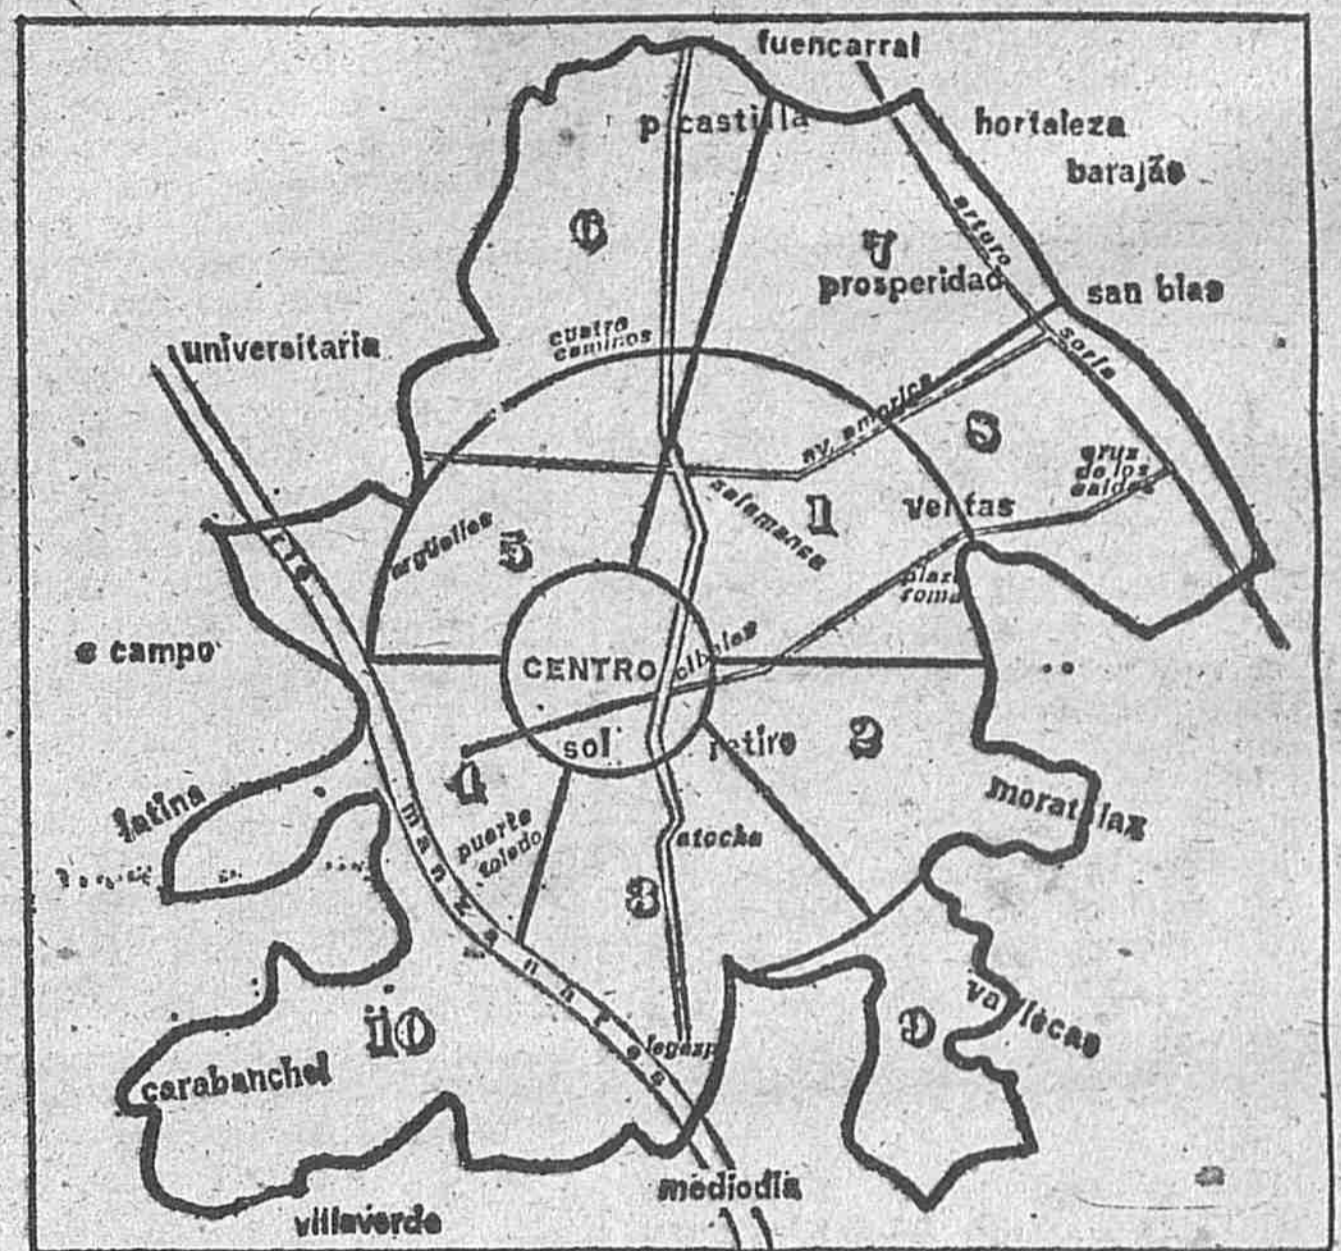 fuencarral
p. castilla
hortaleza
barajas
6
arturo
7
prosperidad
san blas
cuatro
caminos
universitaria
soria
av. america
8
cruz
de los
caidos
salamanca
1
ventas
argüelles
5
rio
plaza
roma
e campo
CENTRO
cibeles
sol
retiro
2
4
latina
manzanares
puerta
toledo
atocha
moratalaz
3
vallecas
10
9
legazpi
carabanchel
mediodia
villaverde